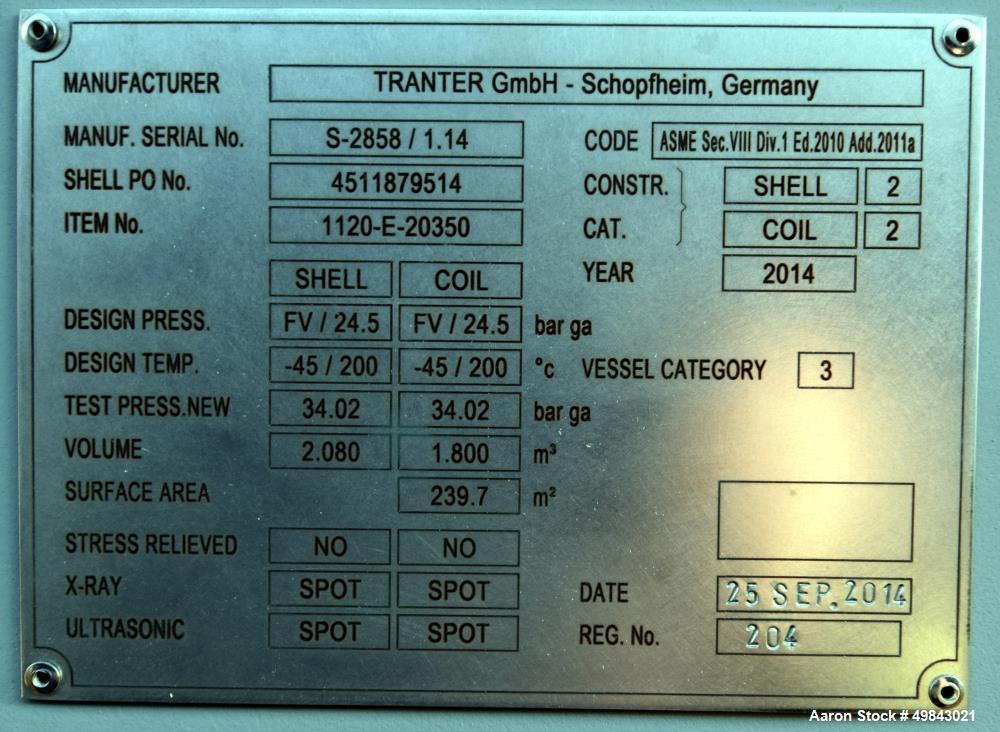 MANUFACTURER TRANTER GmbH - Schopfheim, Germany
MANUF. SERIAL No. S-2858 / 1.14 CODE ASME Sec.VIII Div.1 Ed.2010 Add.2011a
SHELL PO No. 4511879514 CONSTR. SHELL 2
ITEM No. 1120-E-20350 CAT. COIL 2
SHELL COIL YEAR 2014
DESIGN PRESS. FV / 24.5 FV / 24.5 bar ga
DESIGN TEMP. -45 / 200 -45 / 200 °c VESSEL CATEGORY 3
TEST PRESS.NEW 34.02 34.02 bar ga
VOLUME 2.080 1.800 m³
SURFACE AREA 239.7 m²
STRESS RELIEVED NO NO
X-RAY SPOT SPOT DATE 25 SEP. 2014
ULTRASONIC SPOT SPOT REG. No. 204
Aaron Stock # 49843021